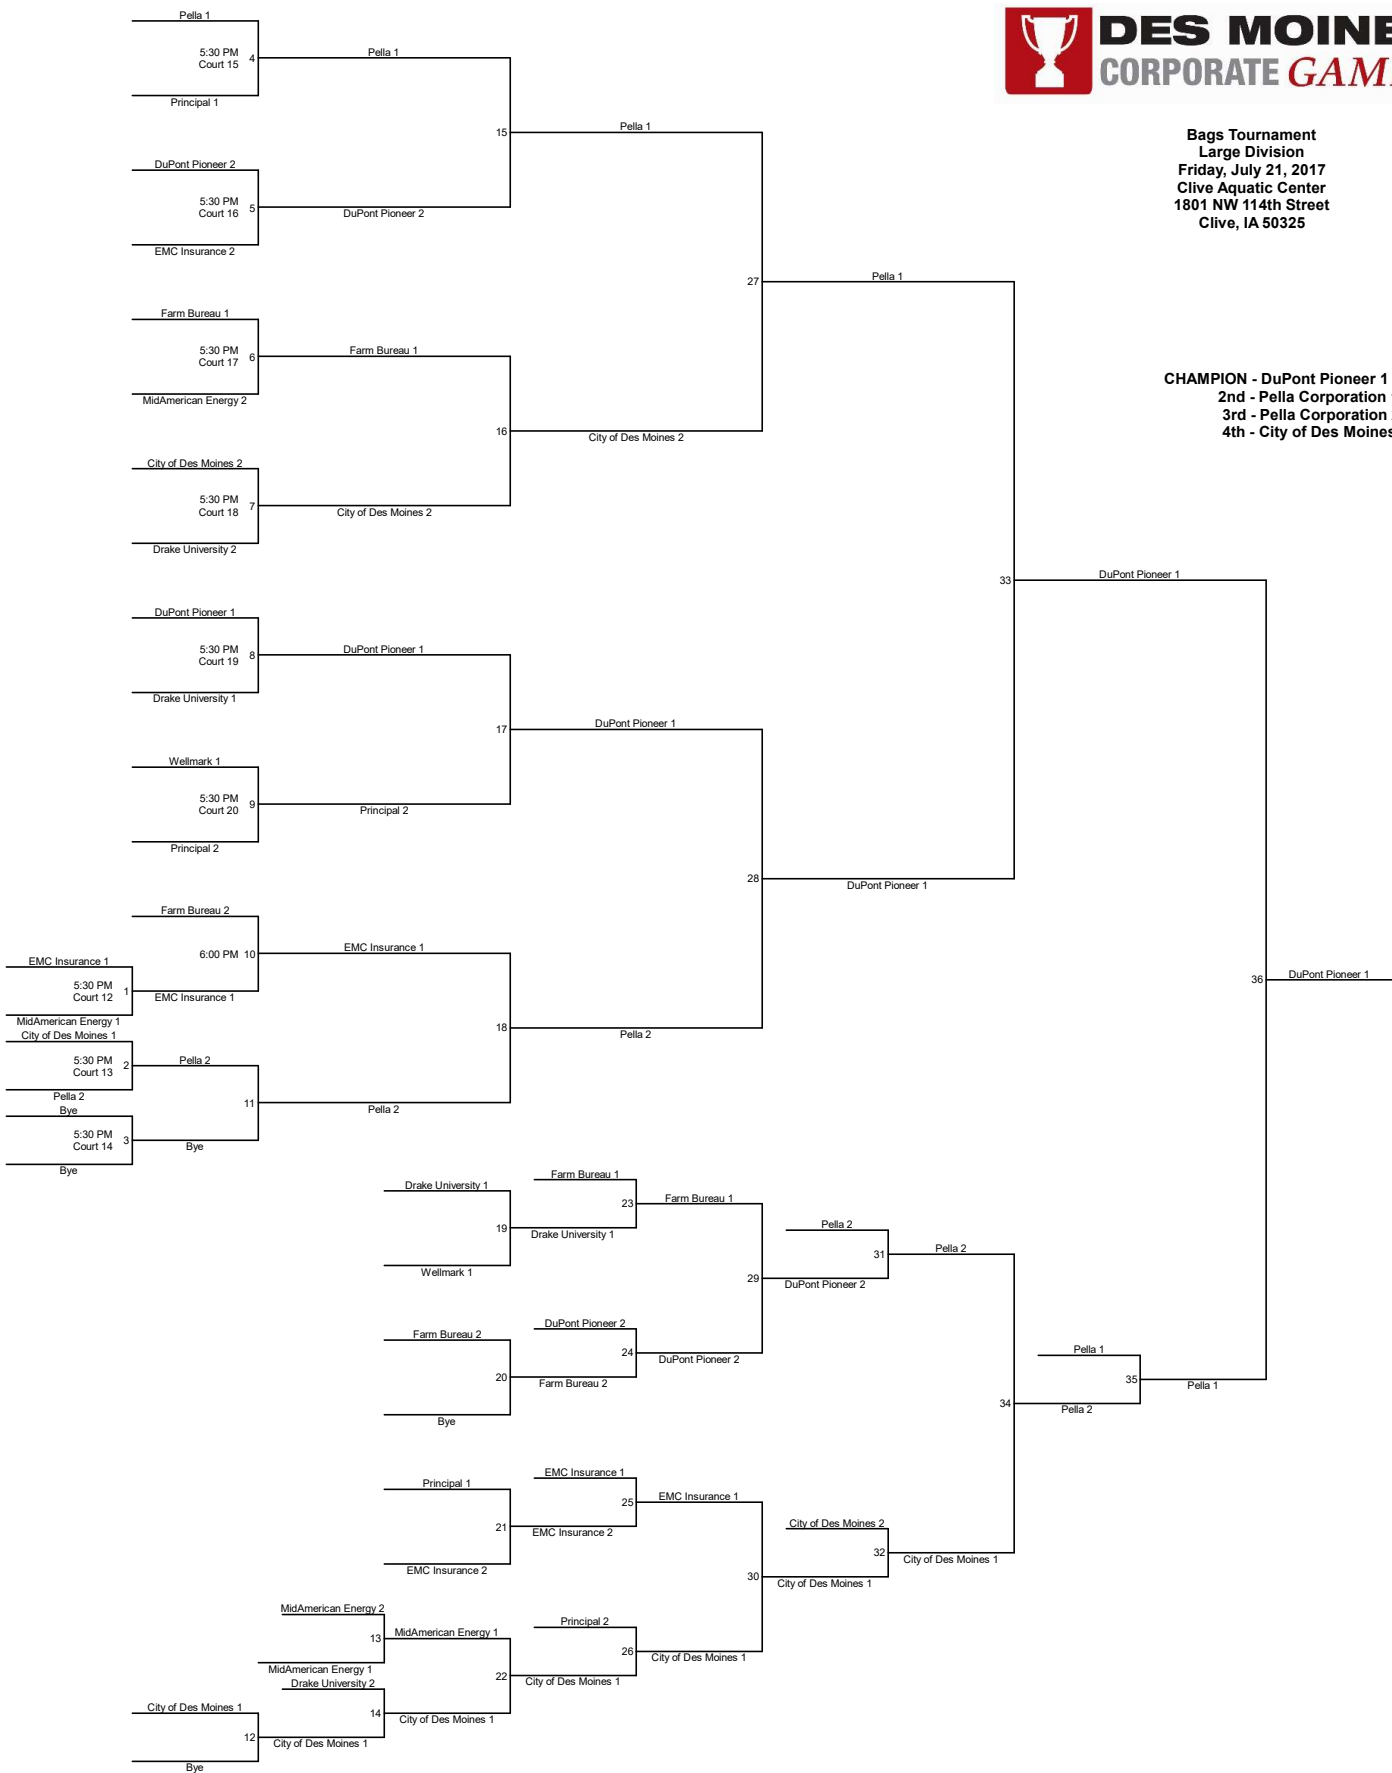 Pella 1
5:30 PM
Court 15
4
Principal 1
Pella 1
DuPont Pioneer 2
5:30 PM
Court 16
5
EMC Insurance 2
DuPont Pioneer 2
15
Pella 1
Farm Bureau 1
5:30 PM
Court 17
6
MidAmerican Energy 2
Farm Bureau 1
City of Des Moines 2
5:30 PM
Court 18
7
Drake University 2
City of Des Moines 2
16
City of Des Moines 2
27
Pella 1
DES MOINE
CORPORATE GAM
Bags Tournament
Large Division
Friday, July 21, 2017
Clive Aquatic Center
1801 NW 114th Street
Clive, IA 50325
CHAMPION - DuPont Pioneer 1
2nd - Pella Corporation
3rd - Pella Corporation
4th - City of Des Moines
DuPont Pioneer 1
5:30 PM
Court 19
8
Drake University 1
DuPont Pioneer 1
Wellmark 1
5:30 PM
Court 20
9
Principal 2
Principal 2
17
DuPont Pioneer 1
Farm Bureau 2
6:00 PM 10
EMC Insurance 1
EMC Insurance 1
5:30 PM
Court 12
1
EMC Insurance 1
MidAmerican Energy 1
City of Des Moines 1
5:30 PM
Court 13
2
Pella 2
Pella 2
Bye
5:30 PM
Court 14
3
Bye
Bye
11
Pella 2
18
Pella 2
28
DuPont Pioneer 1
33
DuPont Pioneer 1
36
DuPont Pioneer 1
Drake University 1
19
Wellmark 1
Farm Bureau 1
23
Drake University 1
Farm Bureau 1
Farm Bureau 2
20
Bye
DuPont Pioneer 2
24
Farm Bureau 2
DuPont Pioneer 2
29
Pella 2
31
DuPont Pioneer 2
Pella 2
Principal 1
21
EMC Insurance 2
EMC Insurance 1
25
EMC Insurance 2
EMC Insurance 1
MidAmerican Energy 2
13
MidAmerican Energy 1
MidAmerican Energy 1
Drake University 2
14
City of Des Moines 1
12
Bye
City of Des Moines 1
City of Des Moines 1
22
Principal 2
26
City of Des Moines 1
City of Des Moines 1
30
City of Des Moines 2
32
City of Des Moines 1
City of Des Moines 1
34
Pella 1
35
Pella 2
Pella 1